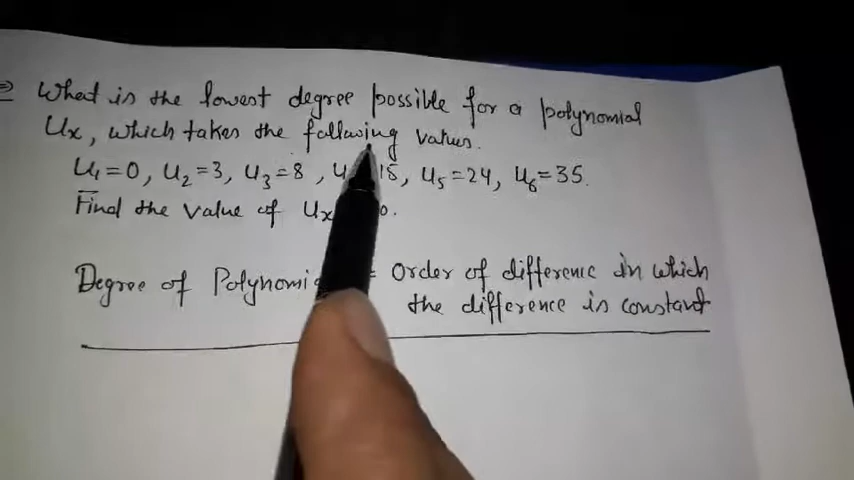 What is the lowest degree possible for a polynomial
Ux, which takes the following values.
U1=0, U2=3, U3=8, U 15, U5=24, U6=35.
Find the value of Ux 0.
Degree of Polynomi = Order of difference in which
the difference is constant